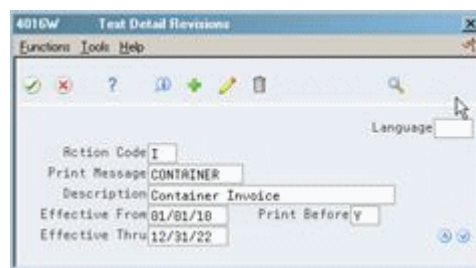 4016W Text Detail Revisions
Functions Tools Help
Language
Action Code I
Print Message CONTAINER
Description Container Invoice
Effective From 01/01/10 Print Before Y
Effective Thru 12/31/22